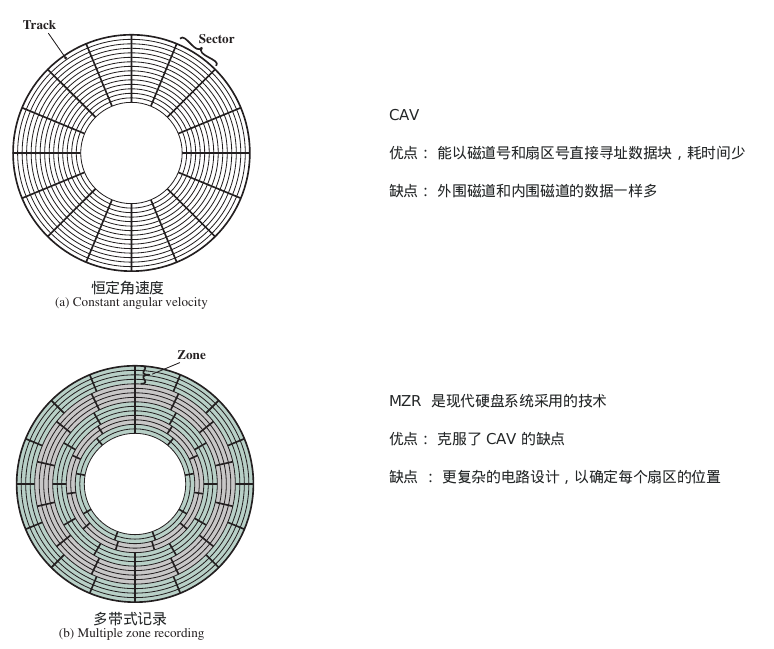 Track
Sector
CAV
优点： 能以磁道号和扇区号直接寻址数据块，耗时间少
缺点： 外围磁道和内围磁道的数据一样多
恒定角速度
(a) Constant angular velocity
Zone
MZR 是现代硬盘系统采用的技术
优点： 克服了 CAV 的缺点
缺点 ： 更复杂的电路设计，以确定每个扇区的位置
多带式记录
(b) Multiple zone recording